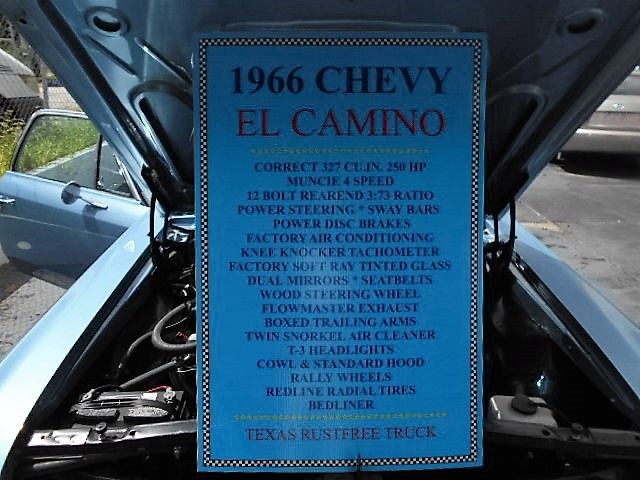 1966 CHEVY
EL CAMINO
CORRECT 327 CU.IN. 250 HP
MUNCIE 4 SPEED
12 BOLT REAREND 3:73 RATIO
POWER STEERING * SWAY BARS
POWER DISC BRAKES
FACTORY AIR CONDITIONING
KNEE KNOCKER TACHOMETER
FACTORY SOFT RAY TINTED GLASS
DUAL MIRRORS * SEATBELTS
WOOD STEERING WHEEL
FLOWMASTER EXHAUST
BOXED TRAILING ARMS
TWIN SNORKEL AIR CLEANER
T-3 HEADLIGHTS
COWL & STANDARD HOOD
RALLY WHEELS
REDLINE RADIAL TIRES
BEDLINER
TEXAS RUSTFREE TRUCK